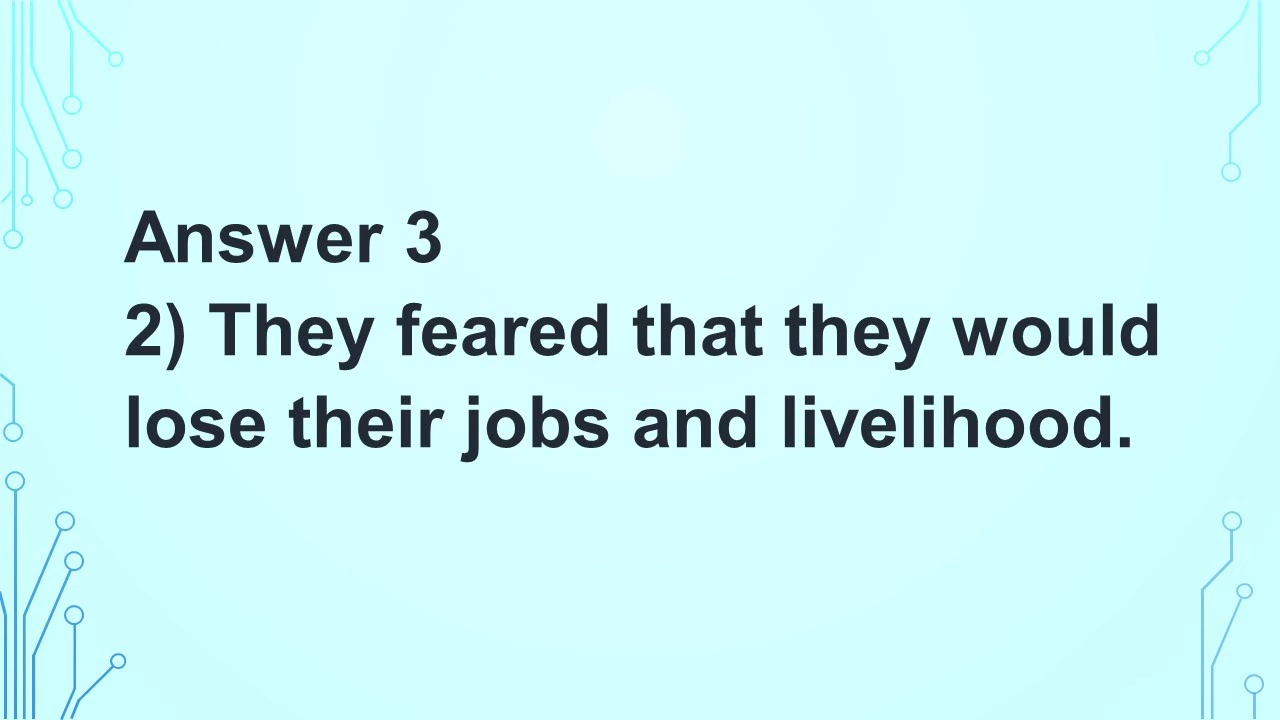 Answer 3
2) They feared that they would
lose their jobs and livelihood.